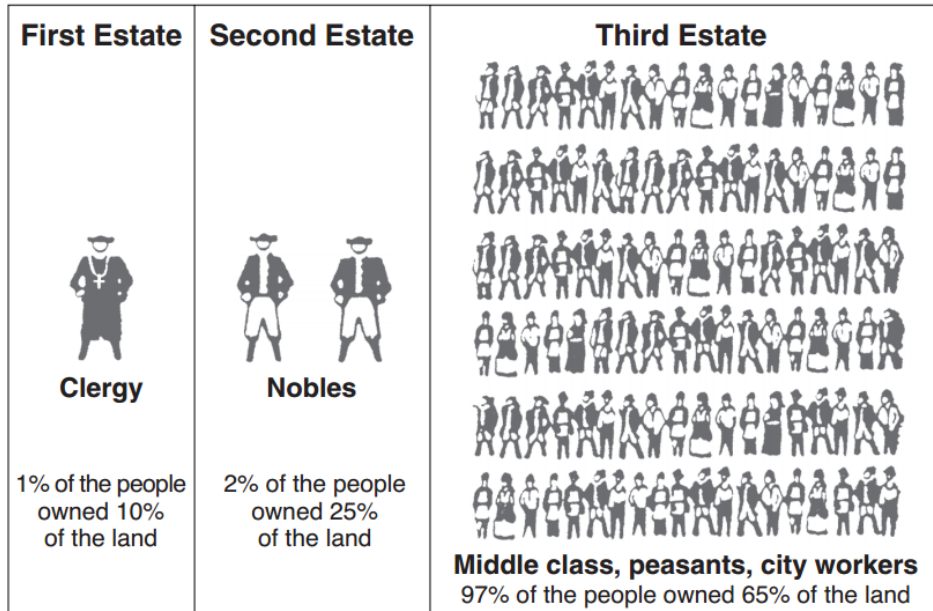 First Estate
Clergy
1% of the people
owned 10%
of the land
Second Estate
Nobles
2% of the people
owned 25%
of the land
Third Estate
Middle class, peasants, city workers
97% of the people owned 65% of the land